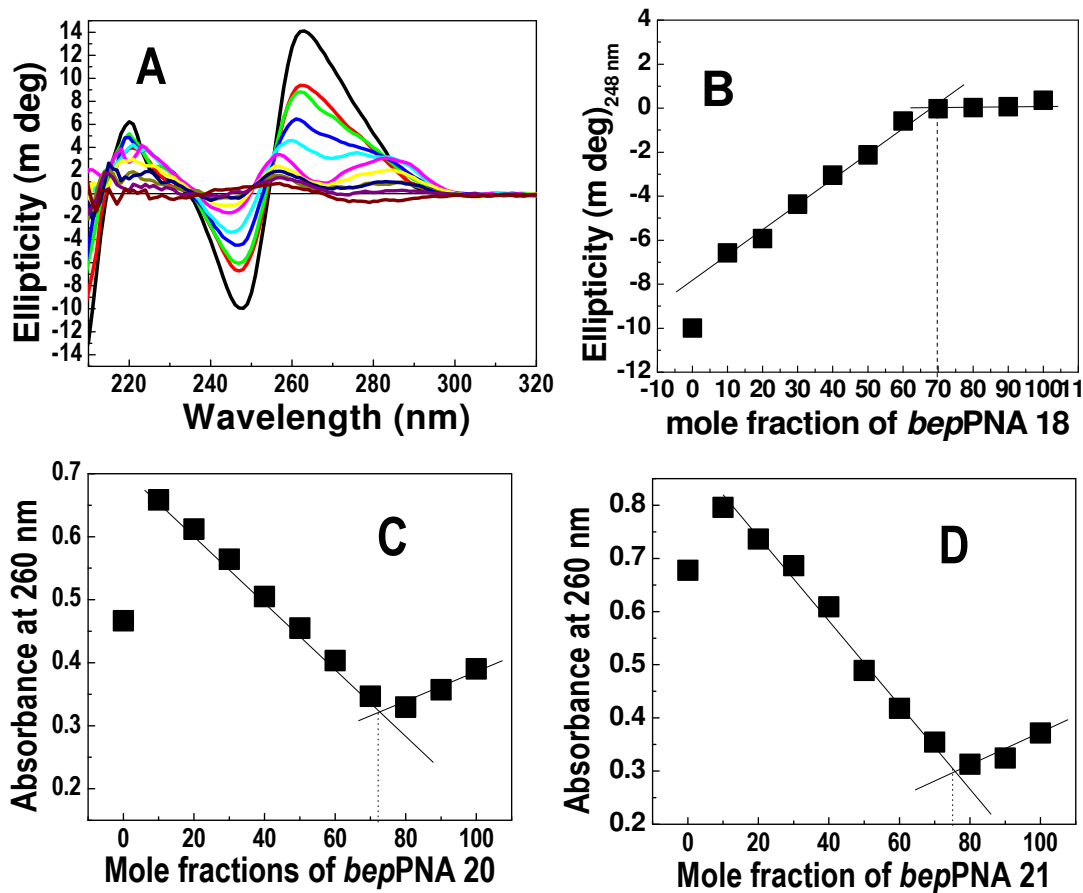 A
Ellipticity (m deg)
14
12
10
8
6
4
2
0
-2
-4
-6
-8
-10
-12
-14
220 240 260 280 300 320
Wavelength (nm)
B
Ellipticity (m deg)248 nm
4
2
0
-2
-4
-6
-8
-10
-12
-10 0 10 20 30 40 50 60 70 80 90 100 11
mole fraction of bepPNA 18
C
Absorbance at 260 nm
0.7
0.6
0.5
0.4
0.3
0.2
0 20 40 60 80 100
Mole fractions of bepPNA 20
D
Absorbance at 260 nm
0.8
0.7
0.6
0.5
0.4
0.3
0.2
0 20 40 60 80 100
Mole fraction of bepPNA 21